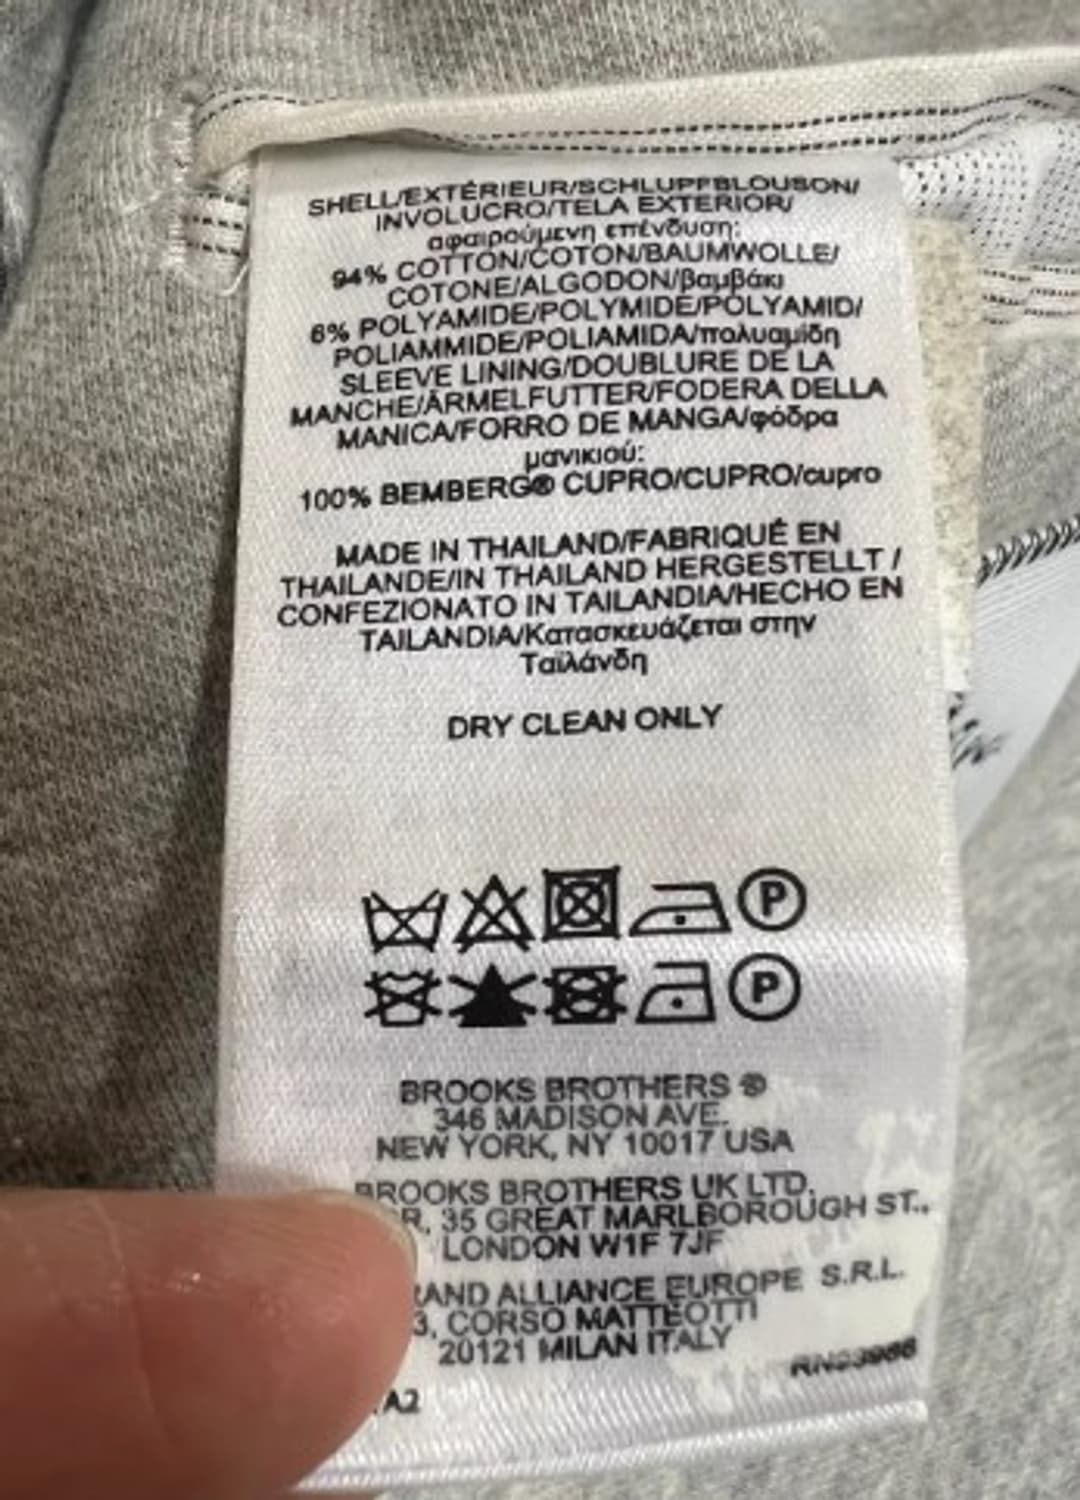 SHELL/EXTÉRIEUR/SCHLUPFBLOUSON/
INVOLUCRO/TELA EXTERIOR/
αφαιρούμενη επένδυση:
94% COTTON/COTON/BAUMWOLLE/
COTONE/ALGODON/βαμβάκι
6% POLYAMIDE/POLYMIDE/POLYAMID/
POLIAMMIDE/POLIAMIDA/πολυαμίδη
SLEEVE LINING/DOUBLURE DE LA
MANCHE/ÄRMELFUTTER/FODERA DELLA
MANICA/FORRO DE MANGA/φόδρα
μανικιού:
100% BEMBERG® CUPRO/CUPRO/cupro
MADE IN THAILAND/FABRIQUÉ EN
THAILANDE/IN THAILAND HERGESTELLT /
CONFEZIONATO IN TAILANDIA/HECHO EN
TAILANDIA/Κατασκευάζεται στην
Ταϊλάνδη
DRY CLEAN ONLY
P
P
BROOKS BROTHERS ®
346 MADISON AVE.
NEW YORK, NY 10017 USA
BROOKS BROTHERS UK LTD.
R, 35 GREAT MARLBOROUGH ST.,
LONDON W1F 7JF
AND ALLIANCE EUROPE S.R.L.
3, CORSO MATTEOTTI
20121 MILAN ITALY
A2